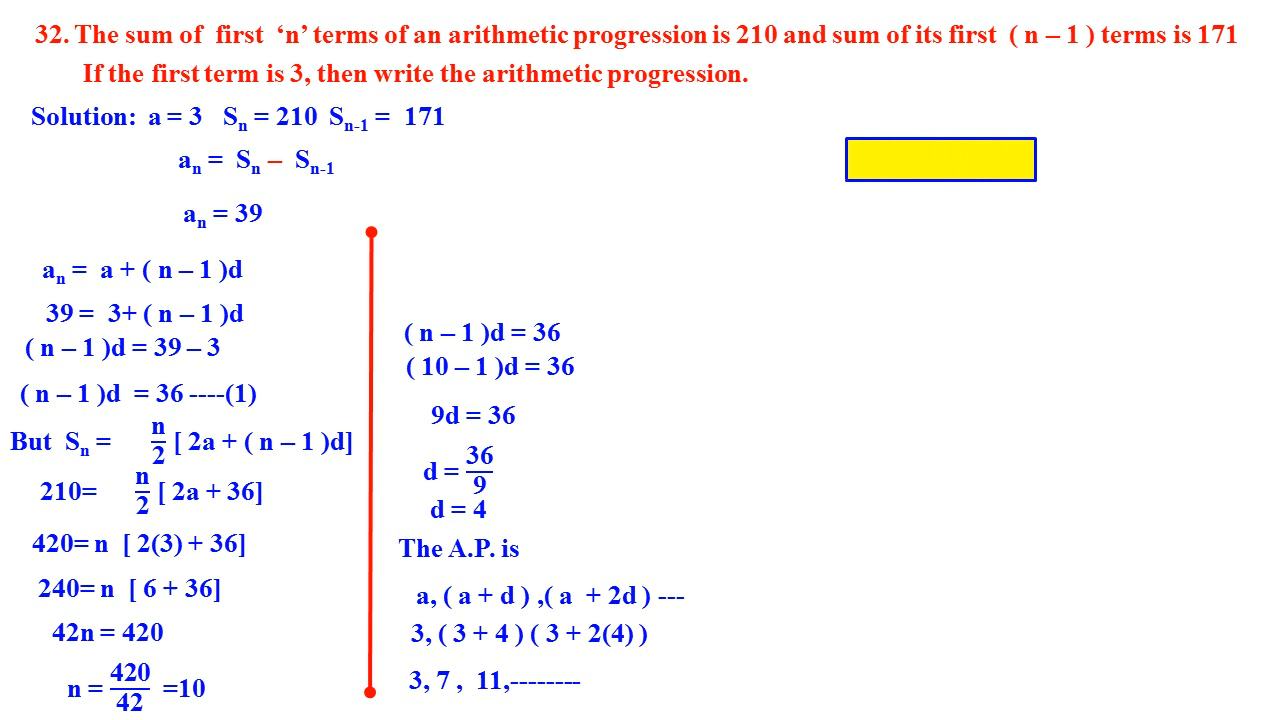 32. The sum of first ‘n’ terms of an arithmetic progression is 210 and sum of its first ( n – 1 ) terms is 171
If the first term is 3, then write the arithmetic progression.
Solution: a = 3 Sn = 210 Sn-1 = 171
an = Sn – Sn-1
an = 39
an = a + ( n – 1 )d
39 = 3+ ( n – 1 )d
( n – 1 )d = 39 – 3
( n – 1 )d = 36 ----(1)
But Sn = n/2 [ 2a + ( n – 1 )d]
210= n/2 [ 2a + 36]
420= n [ 2(3) + 36]
240= n [ 6 + 36]
42n = 420
n = 420/42 =10
( n – 1 )d = 36
( 10 – 1 )d = 36
9d = 36
d = 36/9
d = 4
The A.P. is
a, ( a + d ) ,( a + 2d ) ---
3, ( 3 + 4 ) ( 3 + 2(4) )
3, 7 , 11,--------